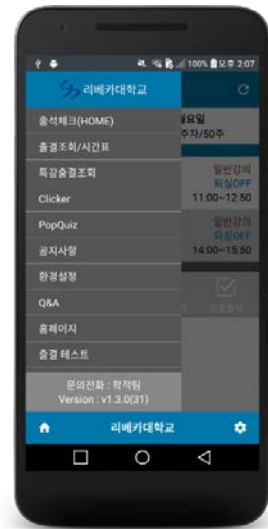 100% 오후 2:07
리베카대학교
출석체크(HOME)
출결조회/시간표
특강출결조회
Clicker
PopQuiz
공지사항
환경설정
Q&A
홈페이지
출결 테스트
문의전화 : 학적팀
Version : v1.3.0(31)
월요일
주차/50주
일반강의
퇴실OFF
11:00~12:50
일반강의
퇴실OFF
14:00~15:50
리베카대학교